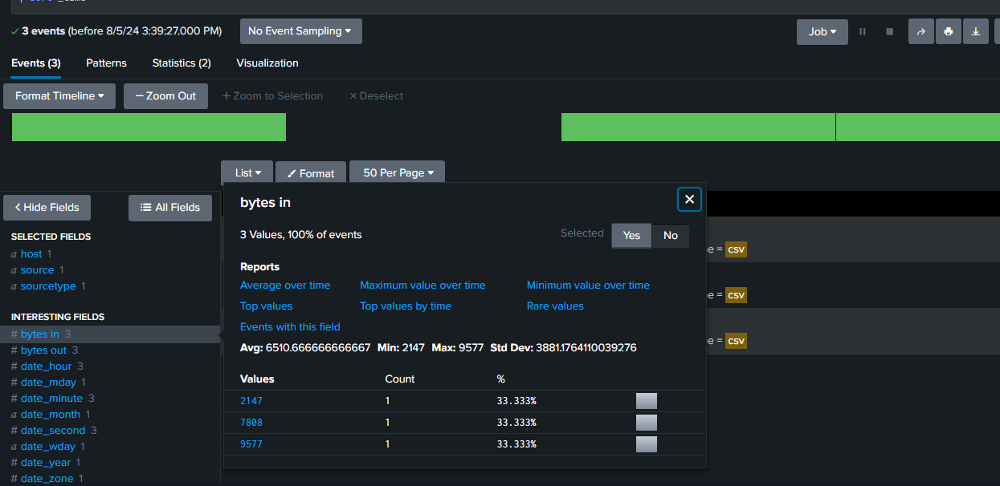 3 events (before 8/5/24 3:39:27.000 PM)
No Event Sampling
Job
Events (3)
Patterns
Statistics (2)
Visualization
Format Timeline
— Zoom Out
+ Zoom to Selection
× Deselect
List
Format
50 Per Page
< Hide Fields
All Fields
SELECTED FIELDS
a host 1
a source 1
a sourcetype 1
INTERESTING FIELDS
# bytes in 3
# bytes out 3
# date_hour 3
# date_mday 1
# date_minute 3
a date_month 1
# date_second 3
a date_wday 1
# date_year 1
# date_zone 1
bytes in
3 Values, 100% of events
Selected
Yes
No
Reports
Average over time
Maximum value over time
Minimum value over time
Top values
Top values by time
Rare values
Events with this field
Avg: 6510.666666666667 Min: 2147 Max: 9577 Std Dev: 3881.1764110039276
Values Count %
2147 1 33.333%
7808 1 33.333%
9577 1 33.333%
e = csv
e = csv
e = csv